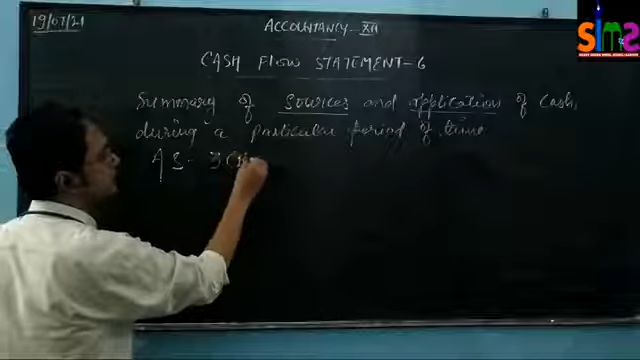 19/07/21
ACCOUNTANCY - XII
CASH FLOW STATEMENT - 6
Summary of Sources and application of Cash,
during a particular period of time
AS- 3(
SIMS